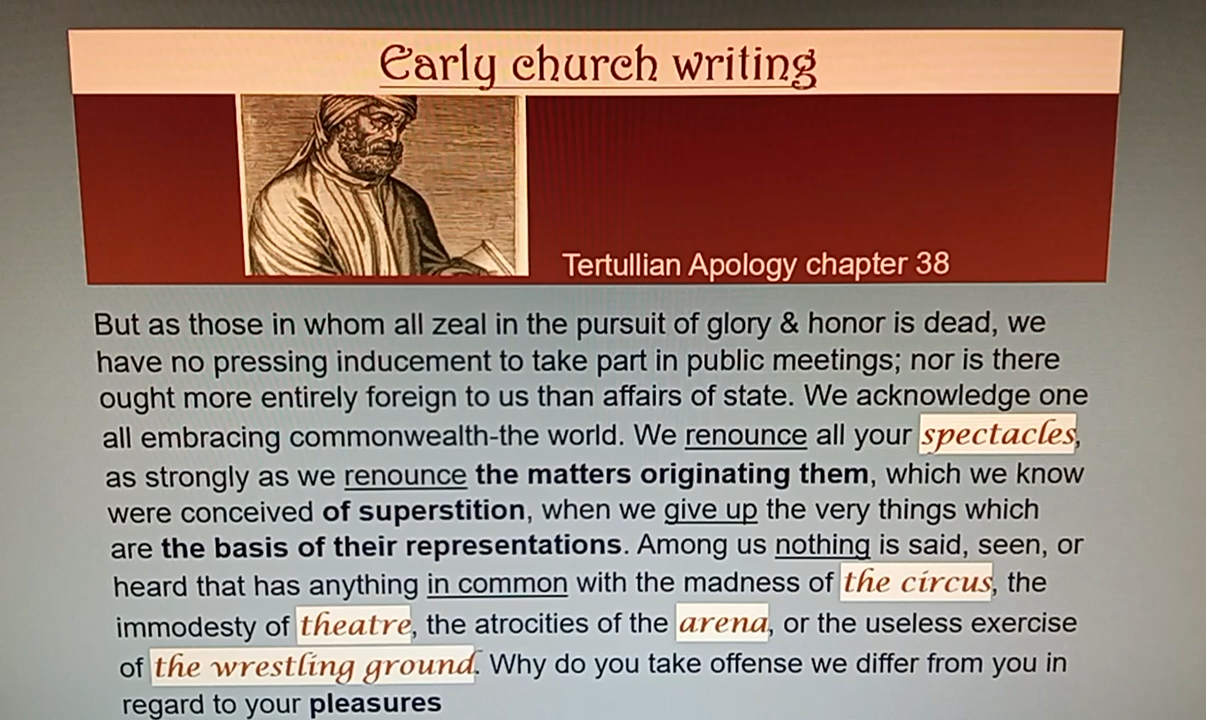 Early church writing
Tertullian Apology chapter 38
But as those in whom all zeal in the pursuit of glory & honor is dead, we
have no pressing inducement to take part in public meetings; nor is there
ought more entirely foreign to us than affairs of state. We acknowledge one
all embracing commonwealth-the world. We renounce all your spectacles,
as strongly as we renounce the matters originating them, which we know
were conceived of superstition, when we give up the very things which
are the basis of their representations. Among us nothing is said, seen, or
heard that has anything in common with the madness of the circus, the
immodesty of theatre, the atrocities of the arena, or the useless exercise
of the wrestling ground. Why do you take offense we differ from you in
regard to your pleasures